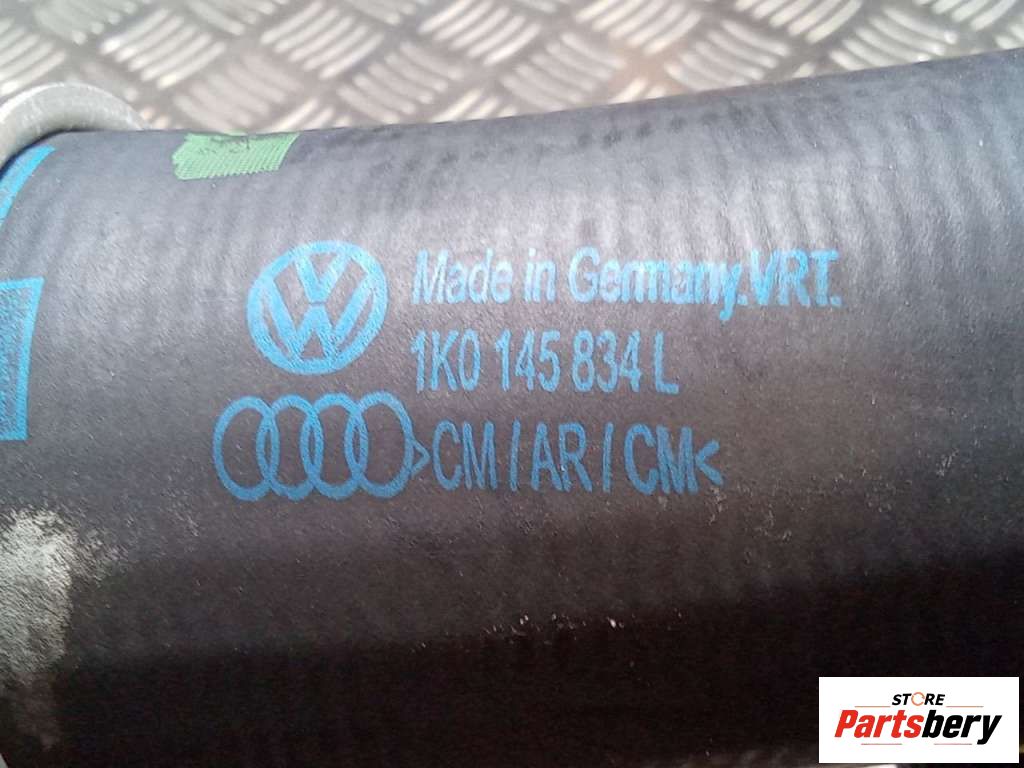 Made in Germany.VRT.
1K0 145 834 L
>CM/AR/CM<
STORE
Partsbery